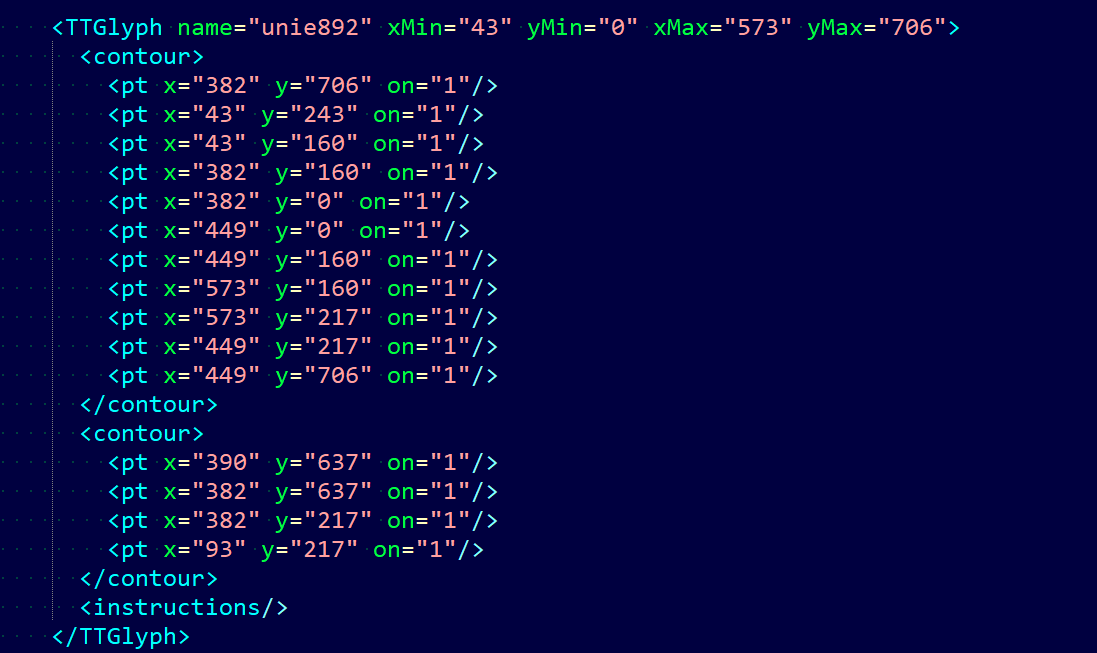 <TTGlyph name="unie892" xMin="43" yMin="0" xMax="573" yMax="706">
<contour>
<pt x="382" y="706" on="1"/>
<pt x="43" y="243" on="1"/>
<pt x="43" y="160" on="1"/>
<pt x="382" y="160" on="1"/>
<pt x="382" y="0" on="1"/>
<pt x="449" y="0" on="1"/>
<pt x="449" y="160" on="1"/>
<pt x="573" y="160" on="1"/>
<pt x="573" y="217" on="1"/>
<pt x="449" y="217" on="1"/>
<pt x="449" y="706" on="1"/>
</contour>
<contour>
<pt x="390" y="637" on="1"/>
<pt x="382" y="637" on="1"/>
<pt x="382" y="217" on="1"/>
<pt x="93" y="217" on="1"/>
</contour>
<instructions/>
</TTGlyph>